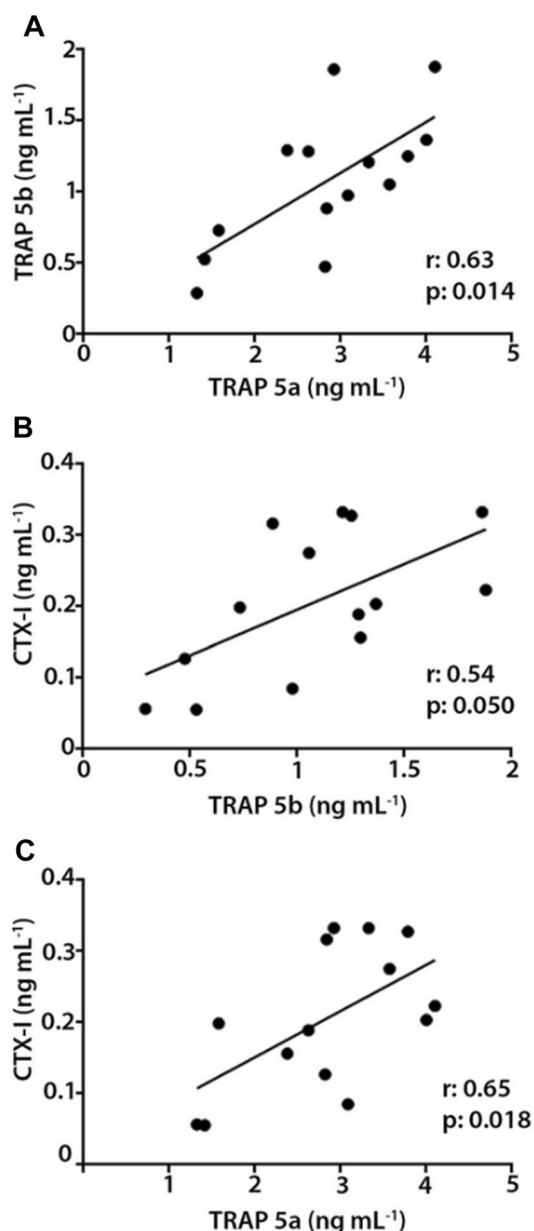 A
2
1.5
1
0.5
0
TRAP 5b (ng mL⁻¹)
r: 0.63
p: 0.014
0 1 2 3 4 5
TRAP 5a (ng mL⁻¹)
B
0.4
0.3
0.2
0.1
0
CTX-I (ng mL⁻¹)
r: 0.54
p: 0.050
0 0.5 1 1.5 2
TRAP 5b (ng mL⁻¹)
C
0.4
0.3
0.2
0.1
0
CTX-I (ng mL⁻¹)
r: 0.65
p: 0.018
1 2 3 4 5
TRAP 5a (ng mL⁻¹)